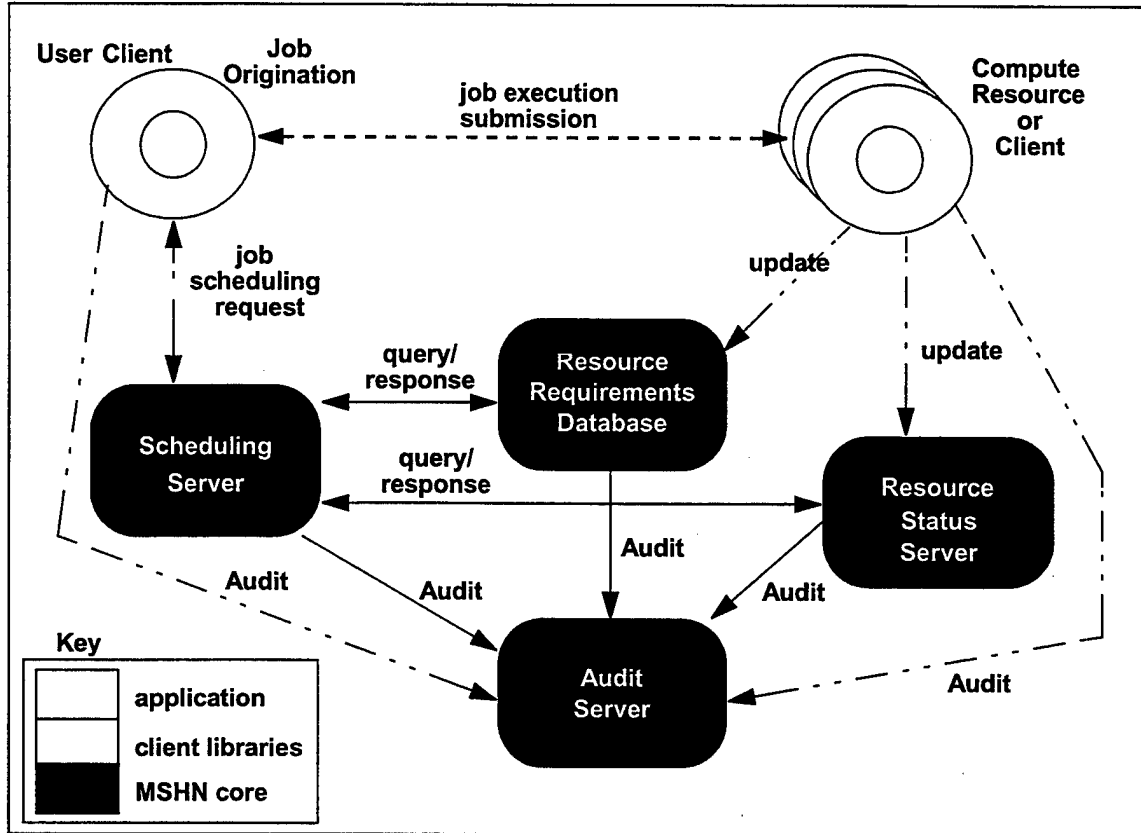 User Client
Job
Origination
job execution
submission
Compute
Resource
or
Client
job
scheduling
request
update
update
query/
response
Resource
Requirements
Database
Scheduling
Server
query/
response
Resource
Status
Server
Audit
Audit
Audit
Audit
Audit
Audit
Server
Key
application
client libraries
MSHN core